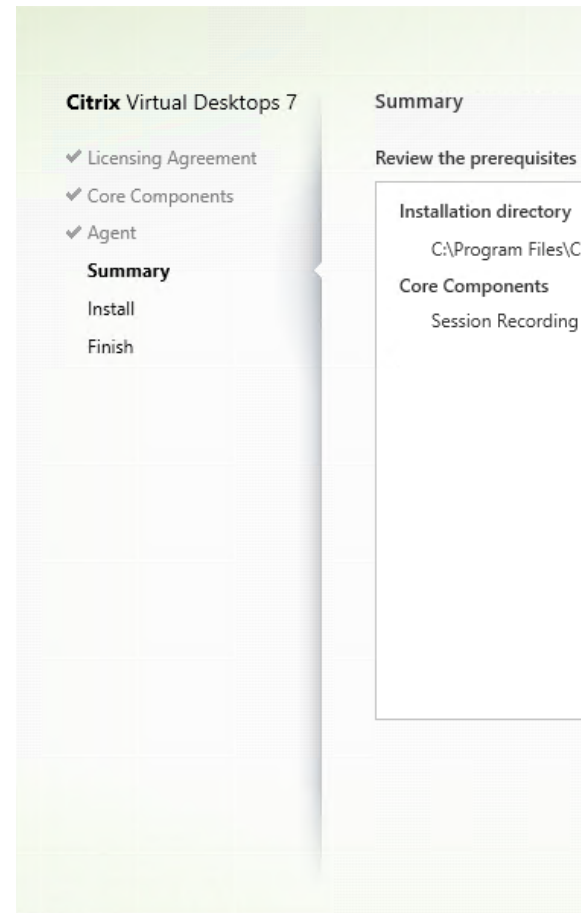 Citrix Virtual Desktops 7
Licensing Agreement
Core Components
Agent
Summary
Install
Finish
Summary
Review the prerequisites
Installation directory
C:\Program Files\C
Core Components
Session Recording